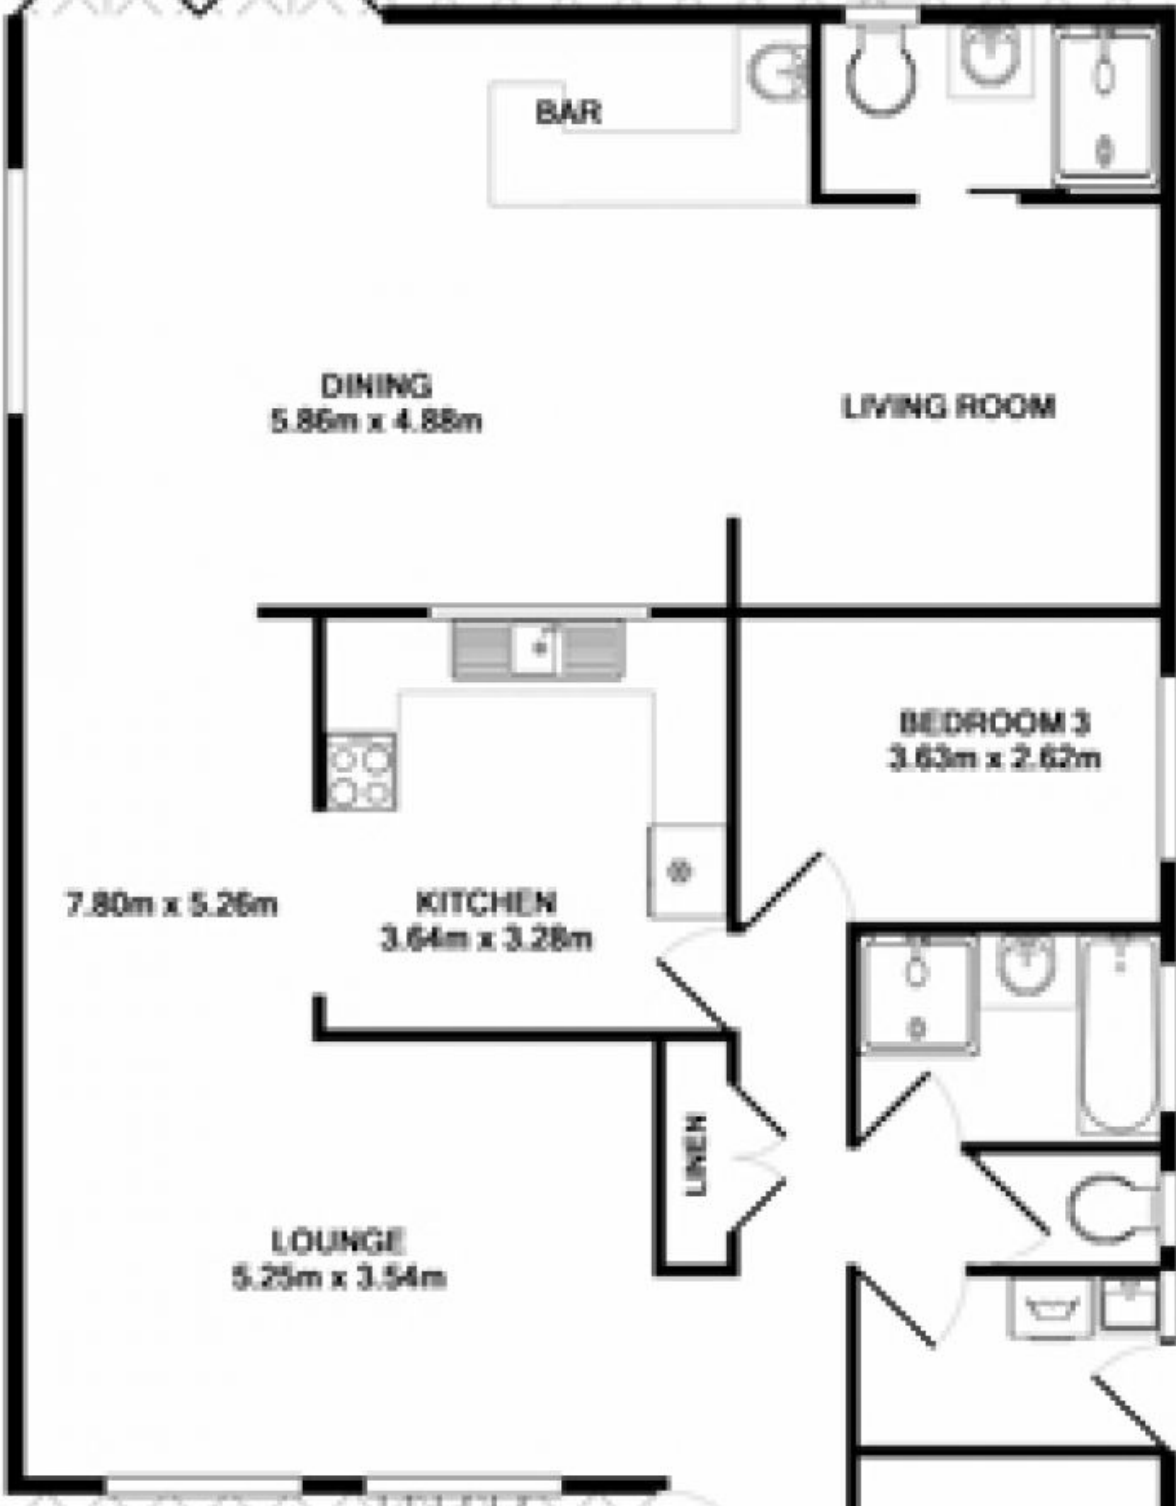 BAR
DINING
5.86m x 4.88m
LIVING ROOM
BEDROOM 3
3.63m x 2.62m
7.80m x 5.26m
KITCHEN
3.64m x 3.28m
LINEN
LOUNGE
5.25m x 3.54m